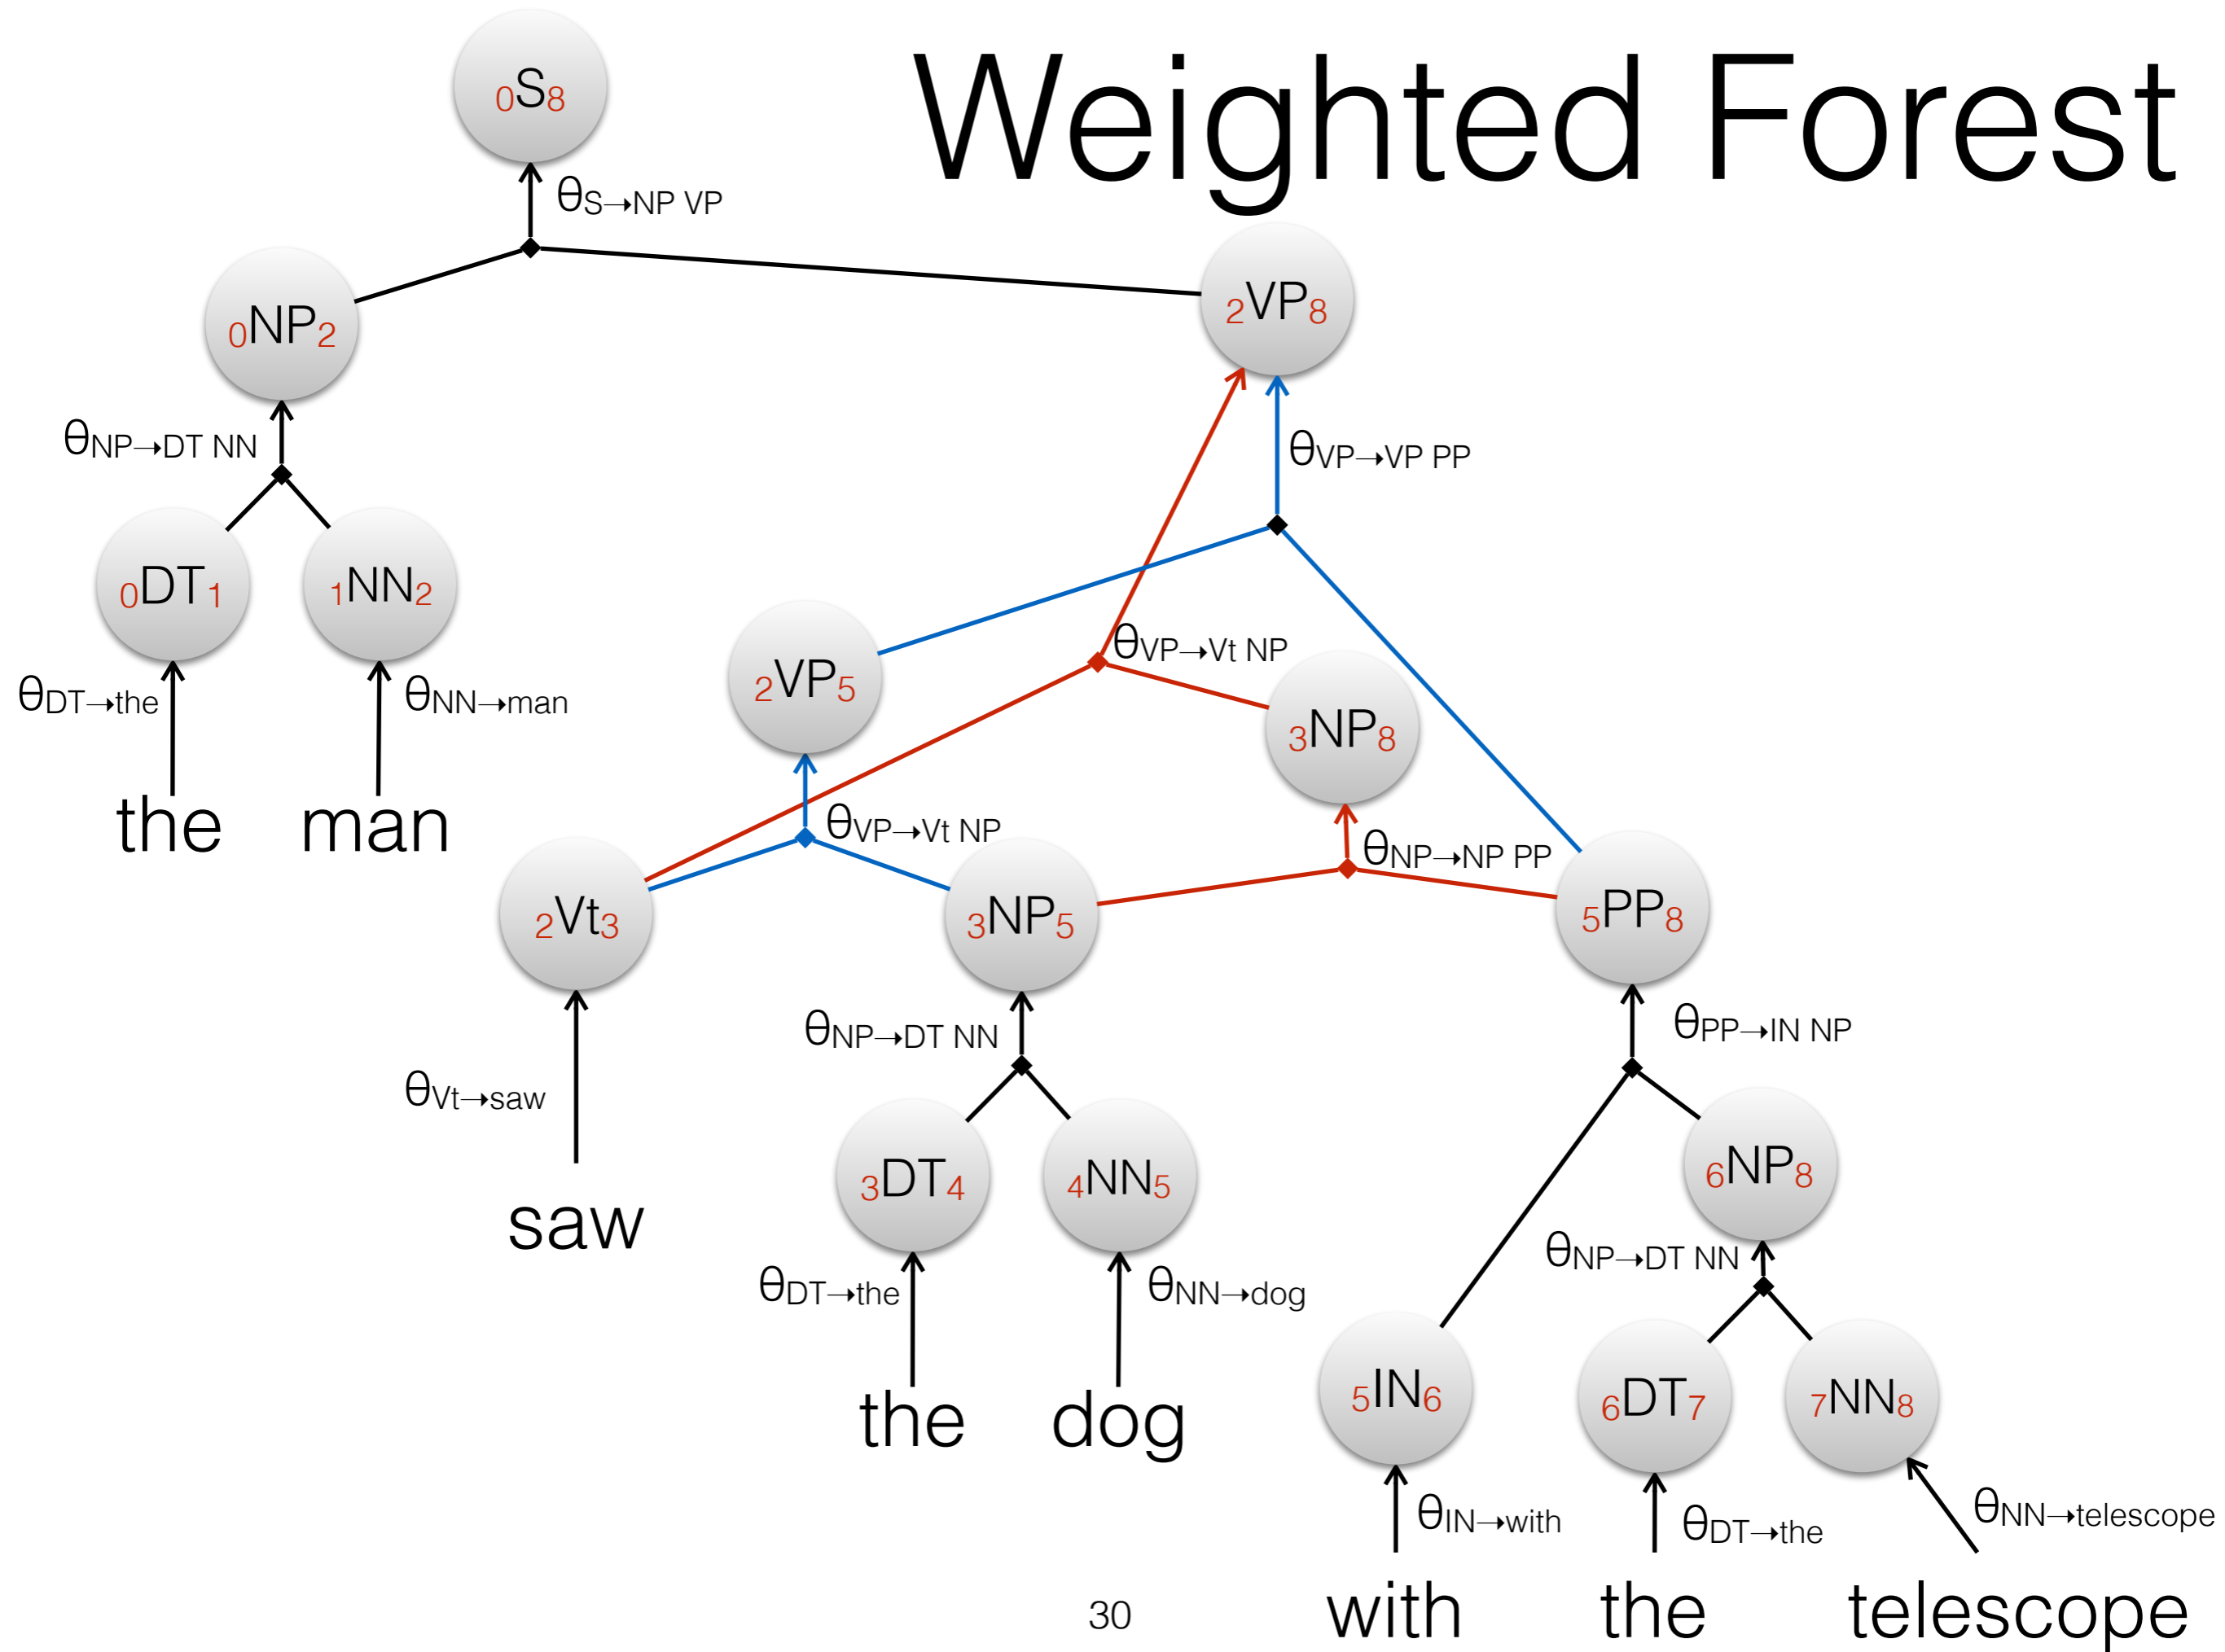 Weighted Forest
0S8
θS→NP VP
0NP2
2VP8
θNP→DT NN
θVP→VP PP
0DT1
1NN2
θDT→the
θNN→man
the
man
2VP5
θVP→Vt NP
3NP8
θVP→Vt NP
θNP→NP PP
2Vt3
3NP5
5PP8
θVt→saw
saw
θNP→DT NN
θPP→IN NP
3DT4
4NN5
6NP8
θDT→the
θNN→dog
θNP→DT NN
the
dog
5IN6
6DT7
7NN8
θIN→with
θDT→the
θNN→telescope
with
the
telescope
30